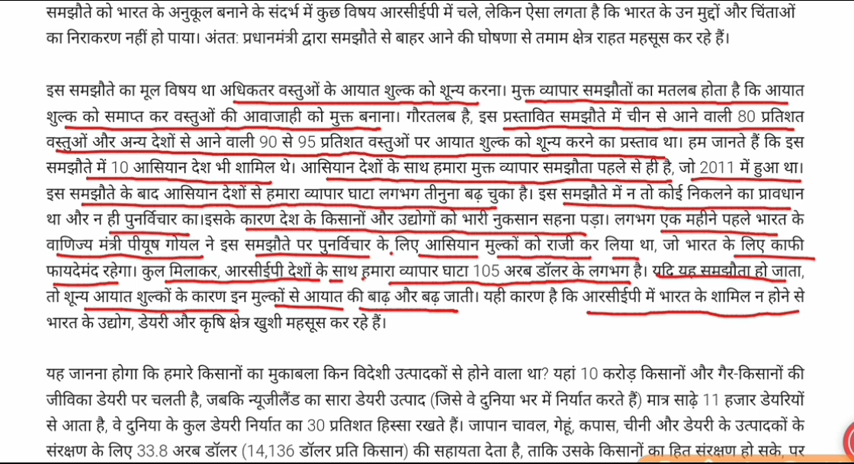 समझौते को भारत के अनुकूल बनाने के संदर्भ में कुछ विषय आरसीईपी में चले, लेकिन ऐसा लगता है कि भारत के उन मुद्दों और चिंताओं
का निराकरण नहीं हो पाया। अंतत: प्रधानमंत्री द्वारा समझौते से बाहर आने की घोषणा से तमाम क्षेत्र राहत महसूस कर रहे हैं।
इस समझौते का मूल विषय था अधिकतर वस्तुओं के आयात शुल्क को शून्य करना। मुक्त व्यापार समझौतों का मतलब होता है कि आयात
शुल्क को समाप्त कर वस्तुओं की आवाजाही को मुक्त बनाना। गौरतलब है, इस प्रस्तावित समझौते में चीन से आने वाली 80 प्रतिशत
वस्तुओं और अन्य देशों से आने वाली 90 से 95 प्रतिशत वस्तुओं पर आयात शुल्क को शून्य करने का प्रस्ताव था। हम जानते हैं कि इस
समझौते में 10 आसियान देश भी शामिल थे। आसियान देशों के साथ हमारा मुक्त व्यापार समझौता पहले से ही है, जो 2011 में हुआ था।
इस समझौते के बाद आसियान देशों से हमारा व्यापार घाटा लगभग तीनुना बढ़ चुका है। इस समझौते में न तो कोई निकलने का प्रावधान
था और न ही पुनर्विचार का।इसके कारण देश के किसानों और उद्योगों को भारी नुकसान सहना पड़ा। लगभग एक महीने पहले भारत के
वाणिज्य मंत्री पीयूष गोयल ने इस समझौते पर पुनर्विचार के लिए आसियान मुल्कों को राजी कर लिया था, जो भारत के लिए काफी
फायदेमंद रहेगा। कुल मिलाकर, आरसीईपी देशों के साथ हमारा व्यापार घाटा 105 अरब डॉलर के लगभग है। यदि यह समझौता हो जाता,
तो शून्य आयात शुल्कों के कारण इन मुल्कों से आयात की बाढ़ और बढ़ जाती। यही कारण है कि आरसीईपी में भारत के शामिल न होने से
भारत के उद्योग, डेयरी और कृषि क्षेत्र खुशी महसूस कर रहे हैं।
यह जानना होगा कि हमारे किसानों का मुकाबला किन विदेशी उत्पादकों से होने वाला था? यहां 10 करोड़ किसानों और गैर-किसानों की
जीविका डेयरी पर चलती है, जबकि न्यूजीलैंड का सारा डेयरी उत्पाद (जिसे वे दुनिया भर में निर्यात करते हैं) मात्र साढ़े 11 हजार डेयरियों
से आता है, वे दुनिया के कुल डेयरी निर्यात का 30 प्रतिशत हिस्सा रखते हैं। जापान चावल, गेहूं, कपास, चीनी और डेयरी के उत्पादकों के
संरक्षण के लिए 33.8 अरब डॉलर (14,136 डॉलर प्रति किसान) की सहायता देता है, ताकि उसके किसानों का हित संरक्षण हो सके, पर